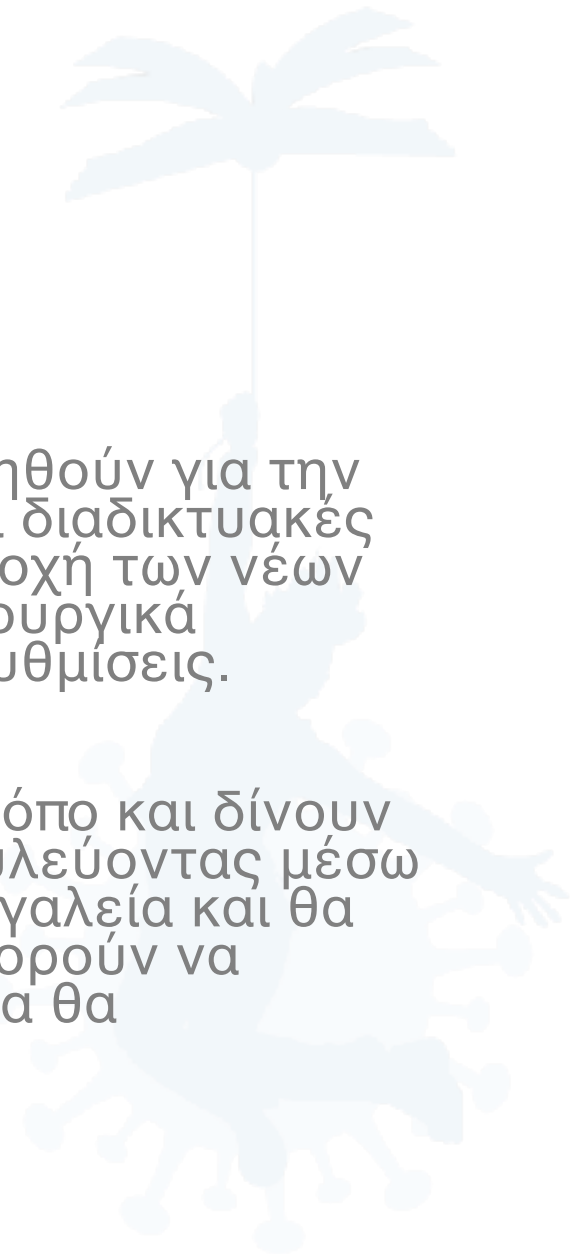 ηθούν για την
διαδικτυακές
οχή των νέων
ουργικά
υθμίσεις.
όπο και δίνουν
υλεύοντας μέσω
γαλεία και θα
ορούν να
α θα